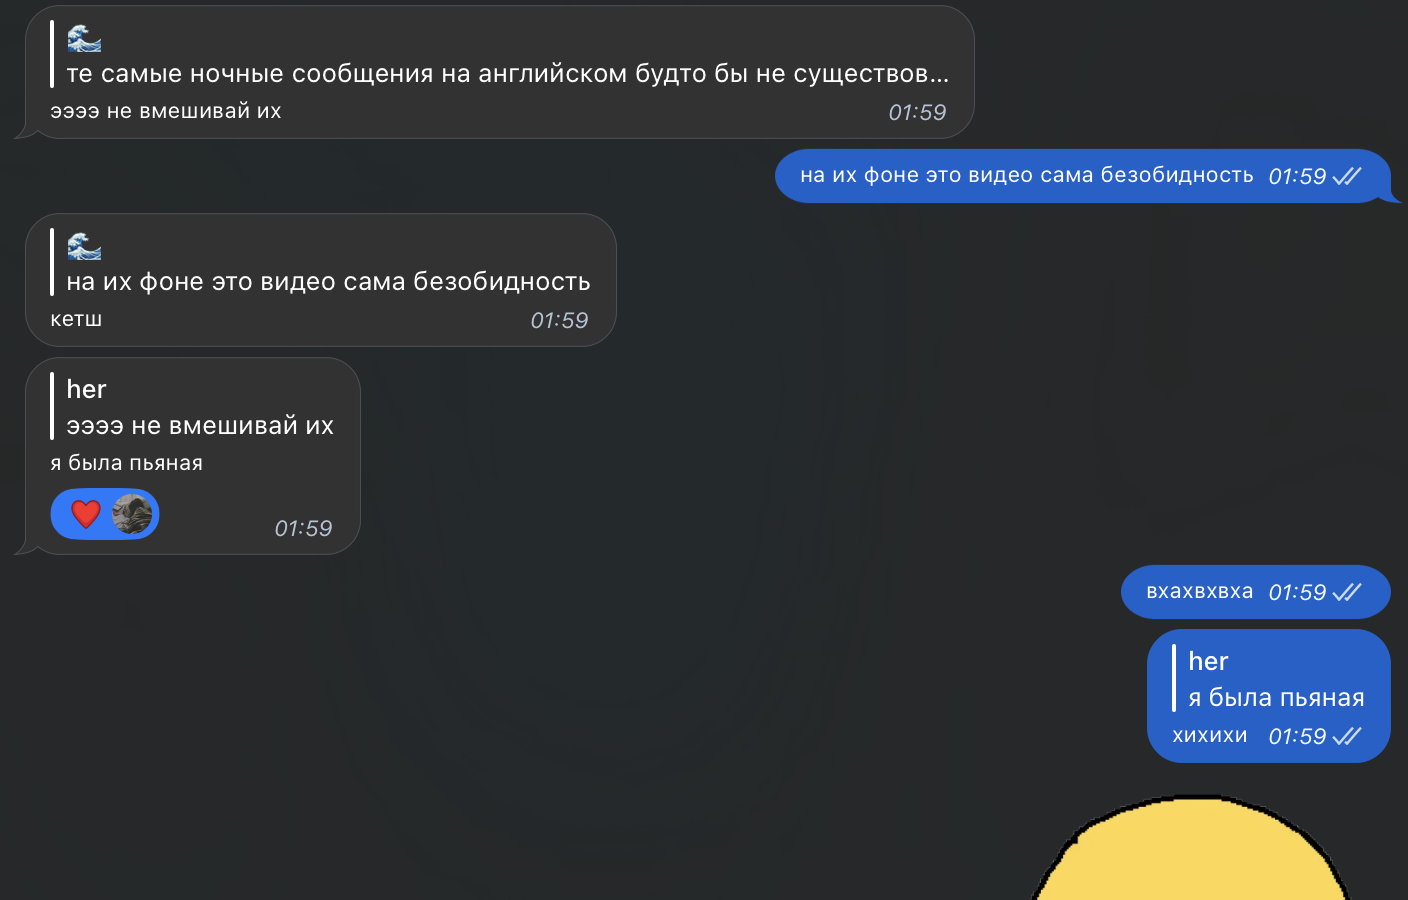 🌊
те самые ночные сообщения на английском будто бы не существов...
ээээ не вмешивай их
01:59
на их фоне это видео сама безобидность 01:59
🌊
на их фоне это видео сама безобидность
кетш
01:59
her
ээээ не вмешивай их
я была пьяная
❤️
01:59
вхахвхвха 01:59
her
я была пьяная
хихихи 01:59